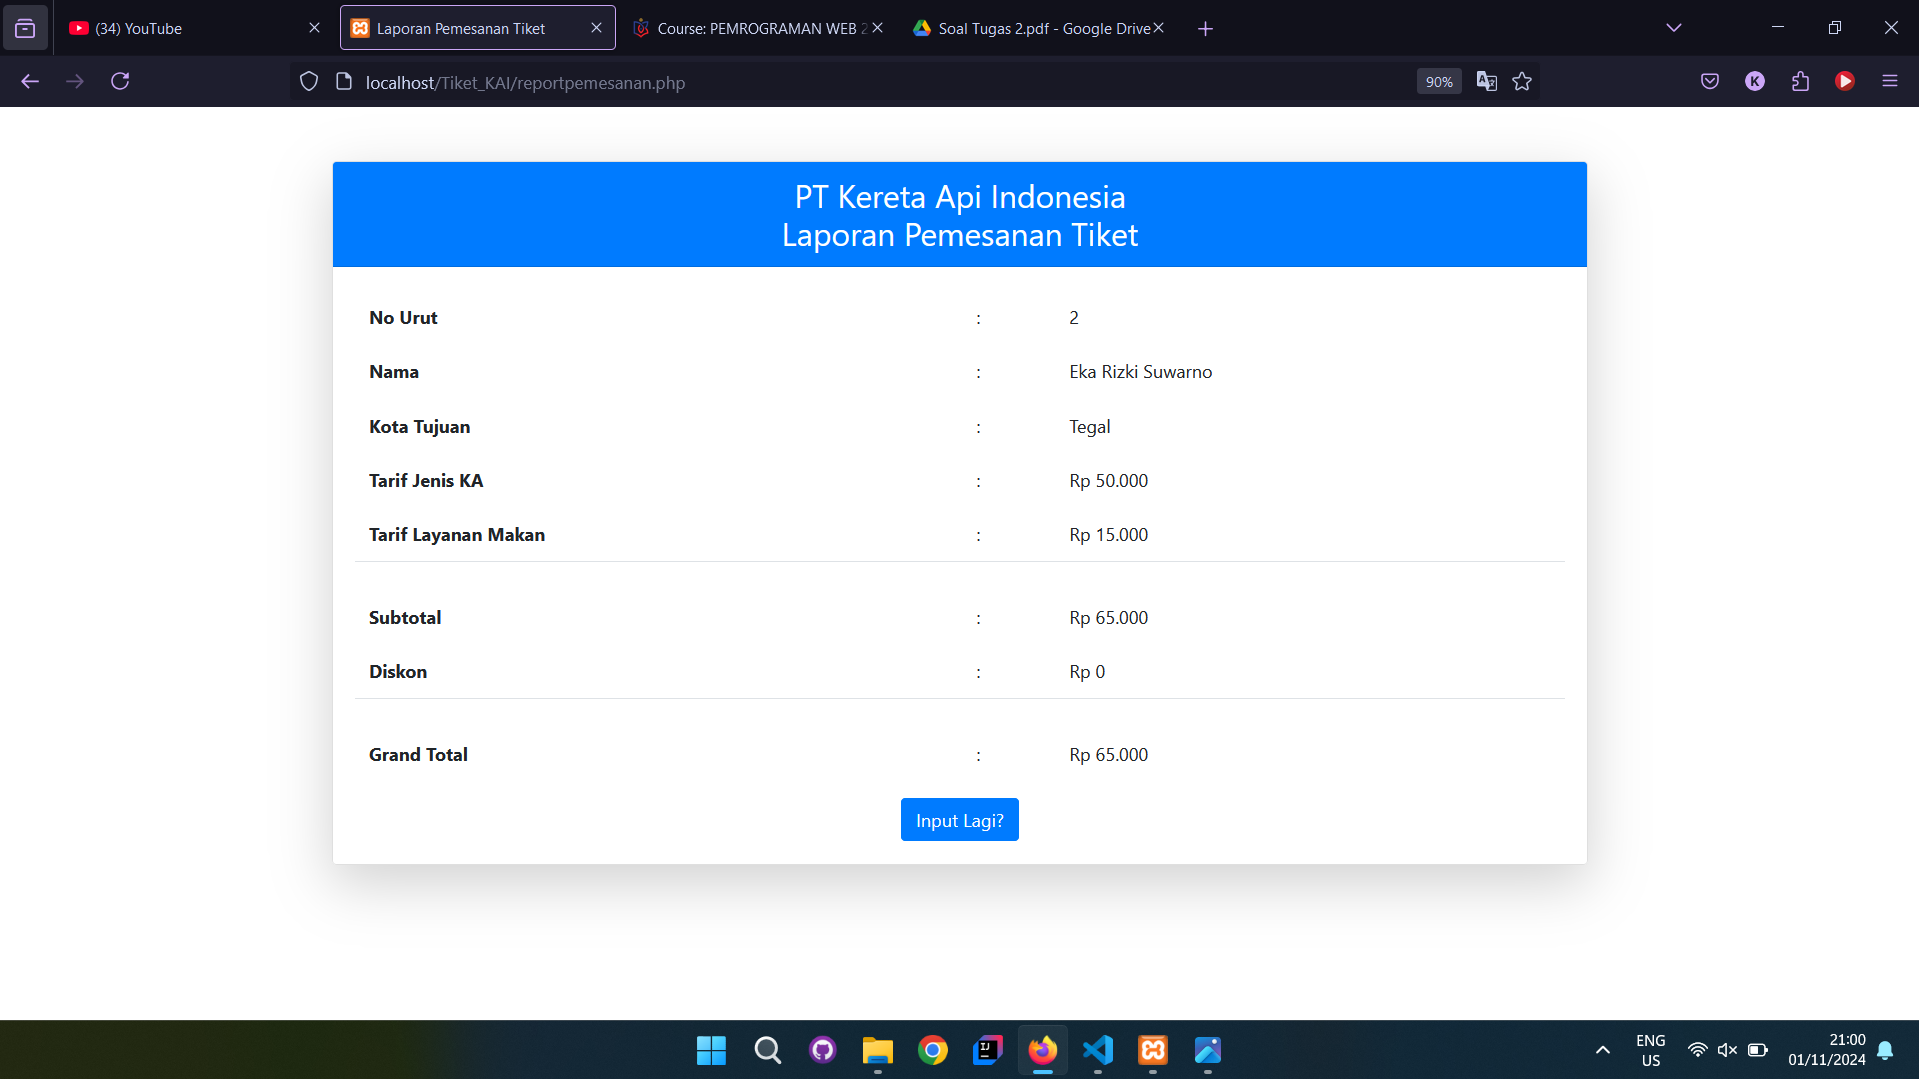 (34) YouTube
Laporan Pemesanan Tiket
Course: PEMROGRAMAN WEB 2
Soal Tugas 2.pdf - Google Drive
localhost/Tiket_KAI/reportpemesanan.php
90%
K
PT Kereta Api Indonesia
Laporan Pemesanan Tiket
No Urut : 2
Nama : Eka Rizki Suwarno
Kota Tujuan : Tegal
Tarif Jenis KA : Rp 50.000
Tarif Layanan Makan : Rp 15.000
Subtotal : Rp 65.000
Diskon : Rp 0
Grand Total : Rp 65.000
Input Lagi?
IJ
ENG
US
21:00
01/11/2024